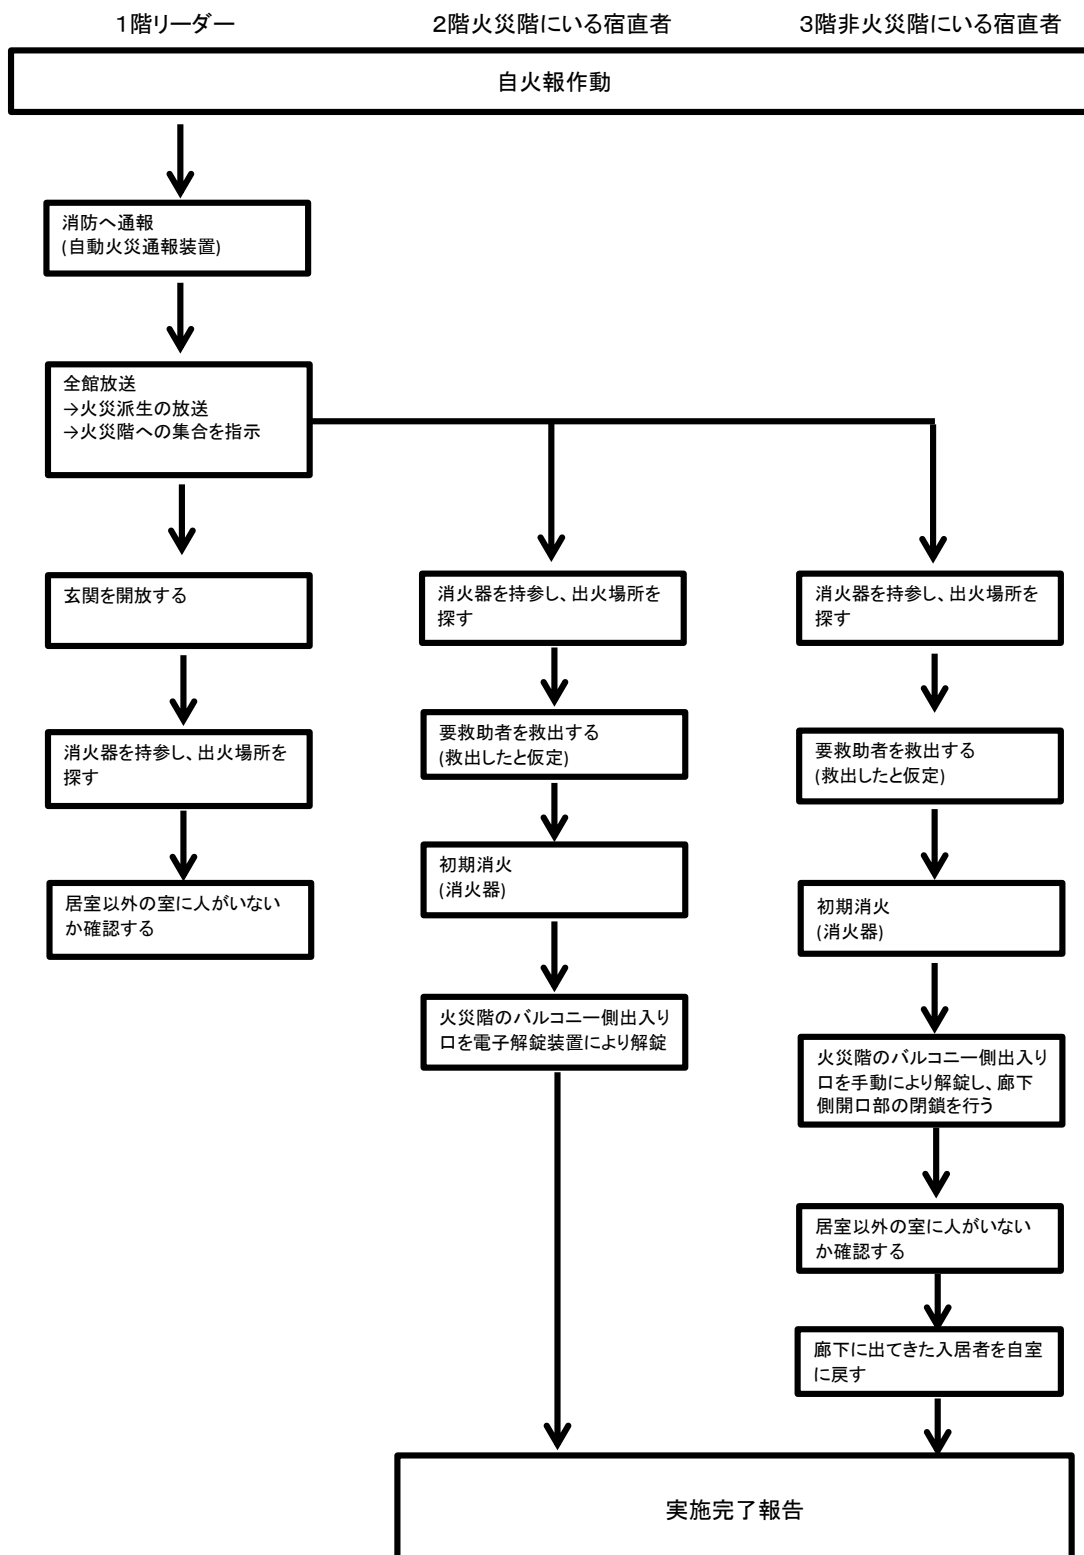 1階リーダー
2階火災階にいる宿直者
3階非火災階にいる宿直者
自火報作動
消防へ通報
(自動火災通報装置)
全館放送
→火災派生の放送
→火災階への集合を指示
玄関を開放する
消火器を持参し、出火場所を
探す
居室以外の室に人がいない
か確認する
消火器を持参し、出火場所を
探す
要救助者を救出する
(救出したと仮定)
初期消火
(消火器)
火災階のバルコニー側出入り
口を電子解錠装置により解錠
消火器を持参し、出火場所を
探す
要救助者を救出する
(救出したと仮定)
初期消火
(消火器)
火災階のバルコニー側出入り
口を手動により解錠し、廊下
側開口部の閉鎖を行う
居室以外の室に人がいない
か確認する
廊下に出てきた入居者を自室
に戻す
実施完了報告